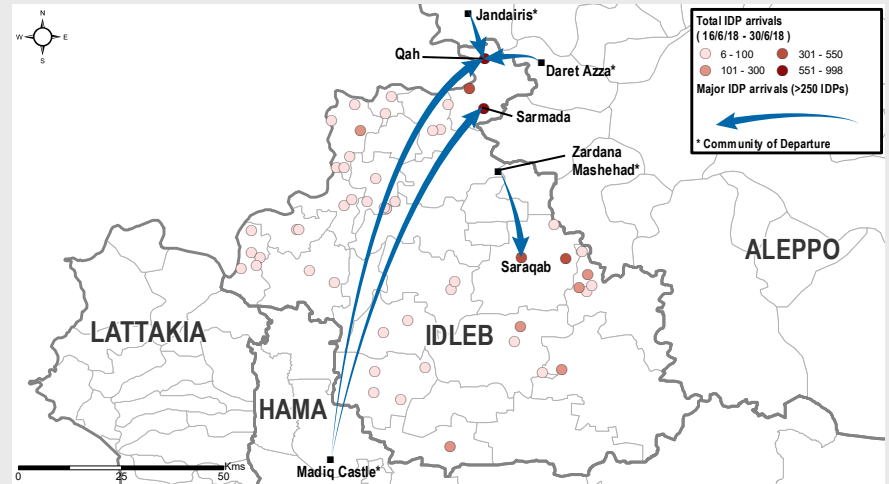 N
W E
S
Jandairis*
Qah
Daret Azza*
Sarmada
Zardana
Mashehad*
Saraqab
ALEPPO
LATTAKIA
IDLEB
HAMA
Madiq Castle*
0 25 50 Kms
Total IDP arrivals
( 16/6/18 - 30/6/18 )
6 - 100 301 - 550
101 - 300 551 - 998
Major IDP arrivals (>250 IDPs)
* Community of Departure